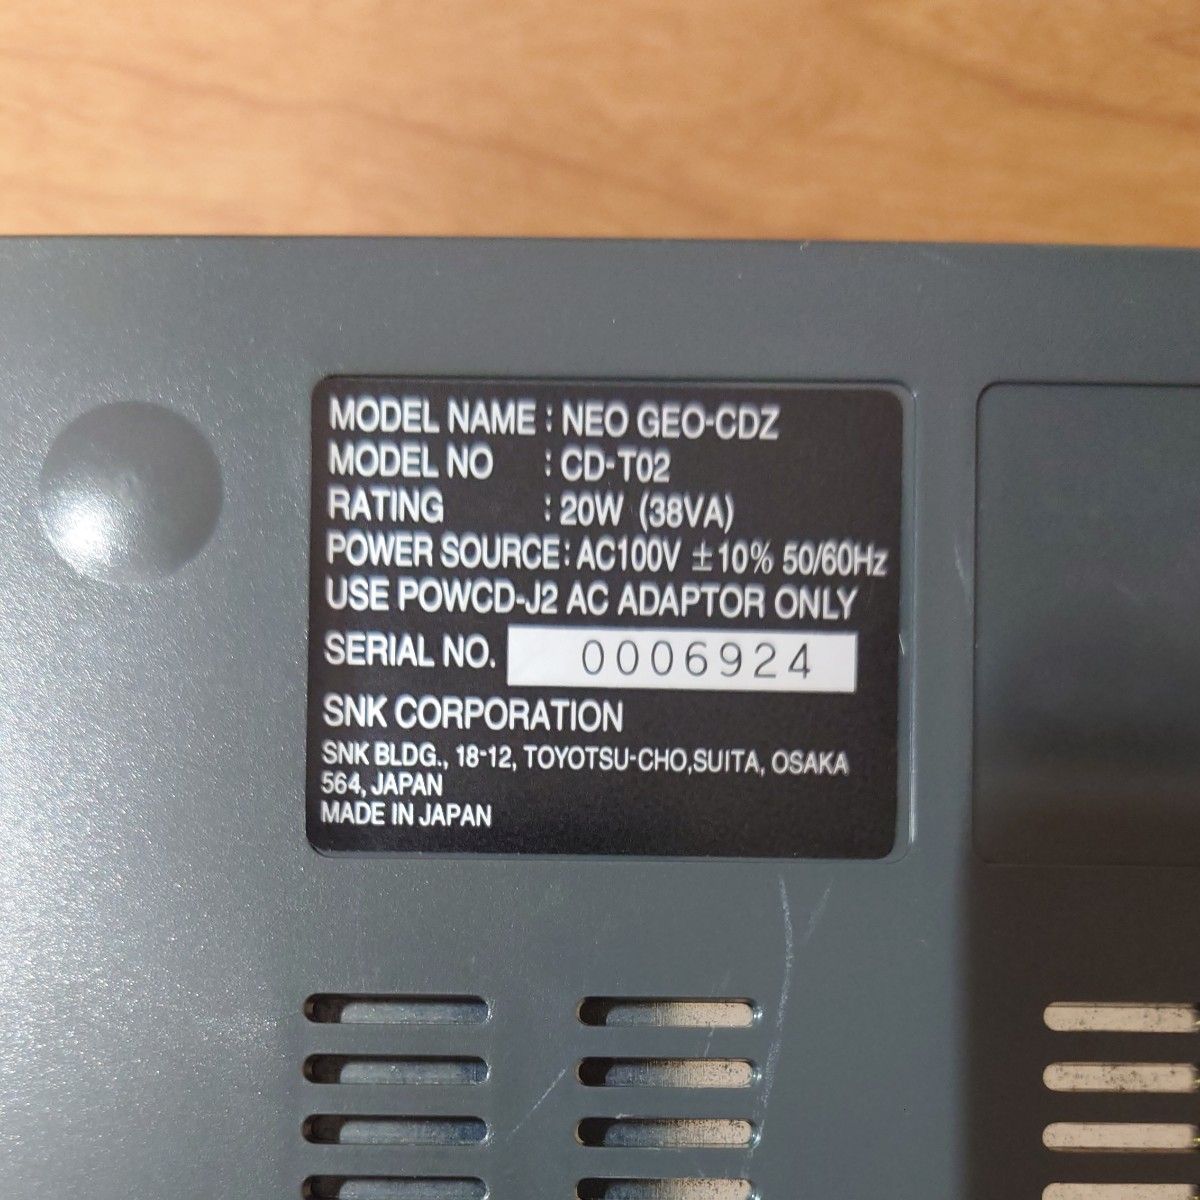 MODEL NAME : NEO GEO-CDZ
MODEL NO : CD-T02
RATING : 20W (38VA)
POWER SOURCE : AC100V ±10% 50/60Hz
USE POWCD-J2 AC ADAPTOR ONLY
SERIAL NO. 0006924
SNK CORPORATION
SNK BLDG., 18-12, TOYOTSU-CHO,SUITA, OSAKA
564, JAPAN
MADE IN JAPAN